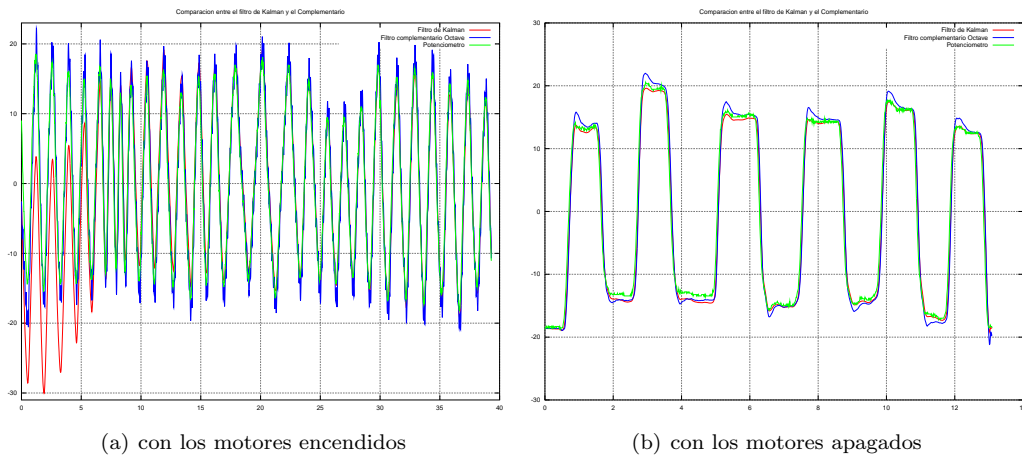 Comparacion entre el filtro de Kalman y el Complementario
Filtro de Kalman
Filtro complementario Octave
Potenciometro
20
10
0
-10
-20
-30
0
5
10
15
20
25
30
35
40
(a) con los motores encendidos
Comparacion entre el filtro de Kalman y el Complementario
Filtro de Kalman
Filtro complementario Octave
Potenciometro
30
20
10
0
-10
-20
-30
0
2
4
6
8
10
12
(b) con los motores apagados